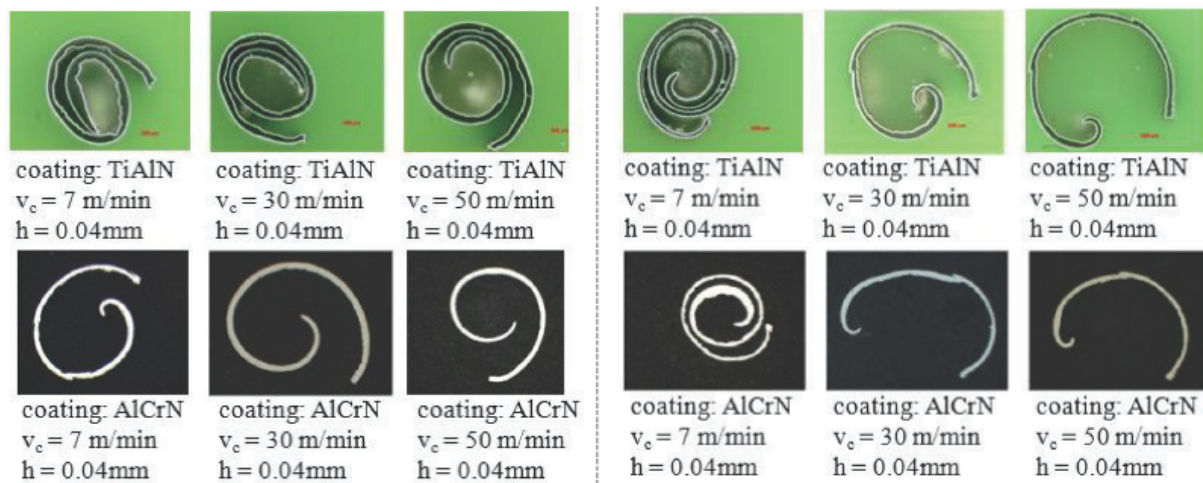 coating: TiAlN
v_c = 7 m/min
h = 0.04mm
coating: TiAlN
v_c = 30 m/min
h = 0.04mm
coating: TiAlN
v_c = 50 m/min
h = 0.04mm
coating: TiAlN
v_c = 7 m/min
h = 0.04mm
coating: TiAlN
v_c = 30 m/min
h = 0.04mm
coating: TiAlN
v_c = 50 m/min
h = 0.04mm
coating: AlCrN
v_c = 7 m/min
h = 0.04mm
coating: AlCrN
v_c = 30 m/min
h = 0.04mm
coating: AlCrN
v_c = 50 m/min
h = 0.04mm
coating: AlCrN
v_c = 7 m/min
h = 0.04mm
coating: AlCrN
v_c = 30 m/min
h = 0.04mm
coating: AlCrN
v_c = 50 m/min
h = 0.04mm